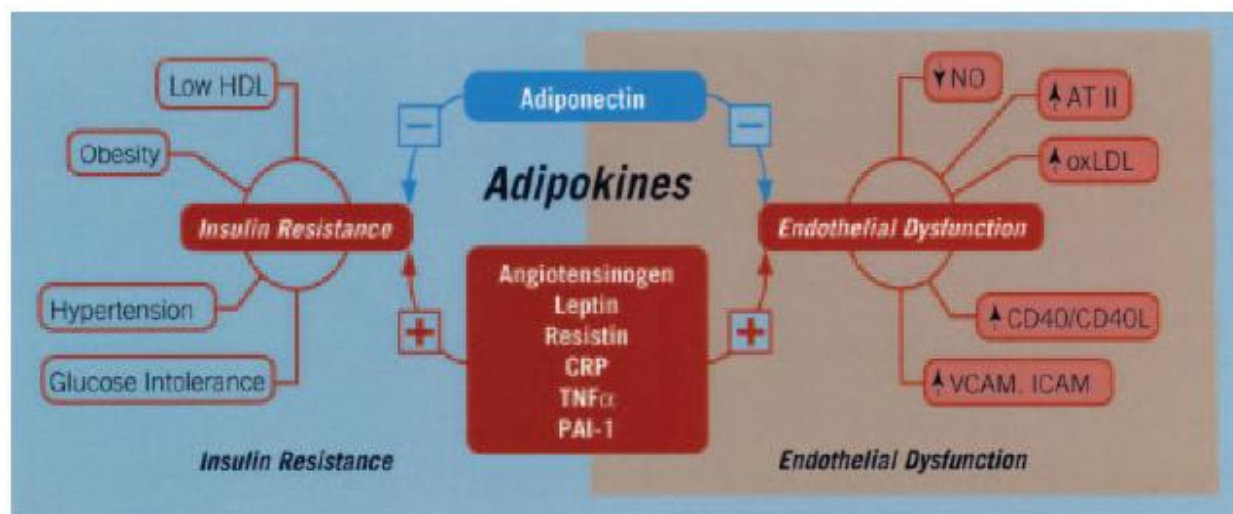 Low HDL
Obesity
Insulin Resistance
Hypertension
Glucose Intolerance
Adiponectin
−
−
Adipokines
Angiotensinogen
Leptin
Resistin
CRP
TNFα
PAI-1
+
+
NO
AT II
oxLDL
Endothelial Dysfunction
CD40/CD40L
VCAM. ICAM
Insulin Resistance
Endothelial Dysfunction